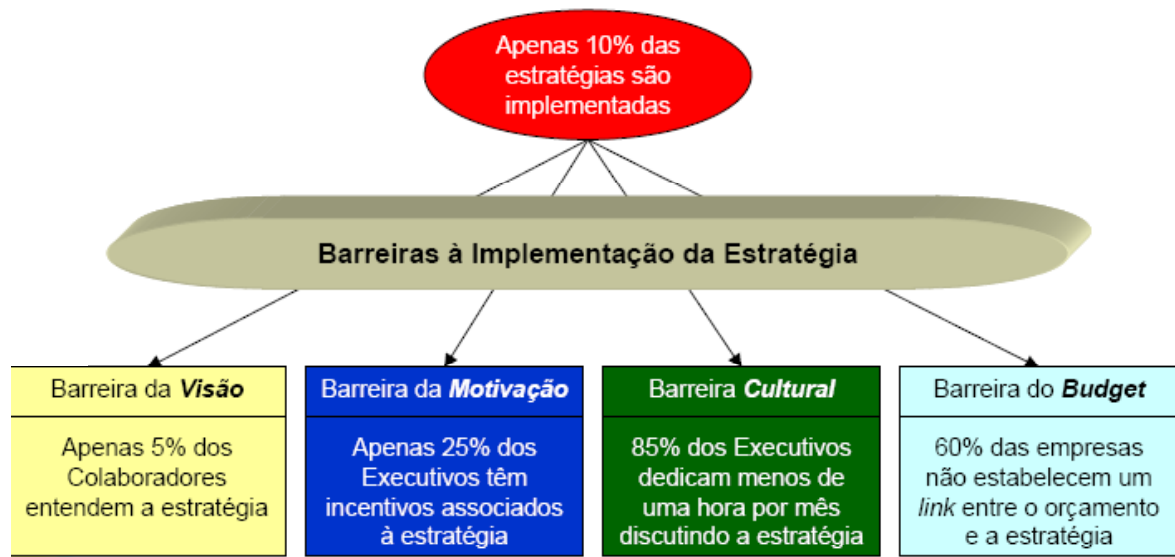 Apenas 10% das
estratégias são
implementadas
Barreiras à Implementação da Estratégia
Barreira da Visão
Apenas 5% dos
Colaboradores
entendem a estratégia
Barreira da Motivação
Apenas 25% dos
Executivos têm
incentivos associados
à estratégia
Barreira Cultural
85% dos Executivos
dedicam menos de
uma hora por mês
discutindo a estratégia
Barreira do Budget
60% das empresas
não estabelecem um
link entre o orçamento
e a estratégia